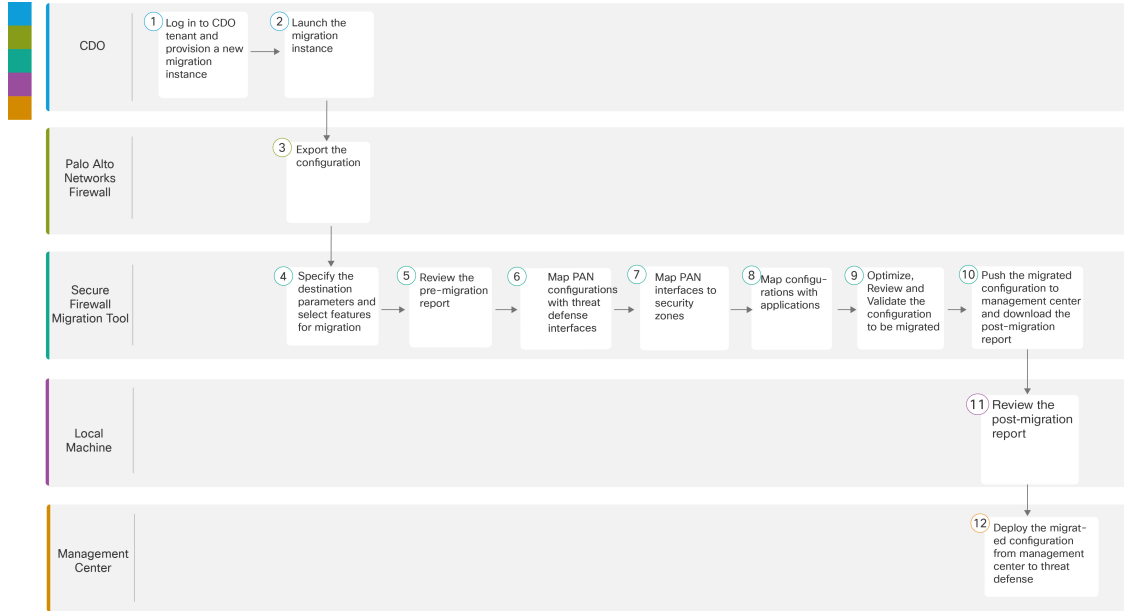 CDO
1
Log in to CDO
tenant and
provision a new
migration
instance
2
Launch the
migration
instance
Palo Alto
Networks
Firewall
3
Export the
configuration
Secure
Firewall
Migration Tool
4
Specify the
destination
parameters and
select features
for migration
5
Review the
pre-migration
report
6
Map PAN
configurations
with threat
defense
interfaces
7
Map PAN
interfaces to
security
zones
8
Map configu-
rations with
applications
9
Optimize,
Review and
Validate the
configuration
to be migrated
10
Push the migrated
configuration to
management center
and download the
post-migration
report
Local
Machine
11
Review the
post-migration
report
Management
Center
12
Deploy the migrat-
ed configuration
from management
center to threat
defense